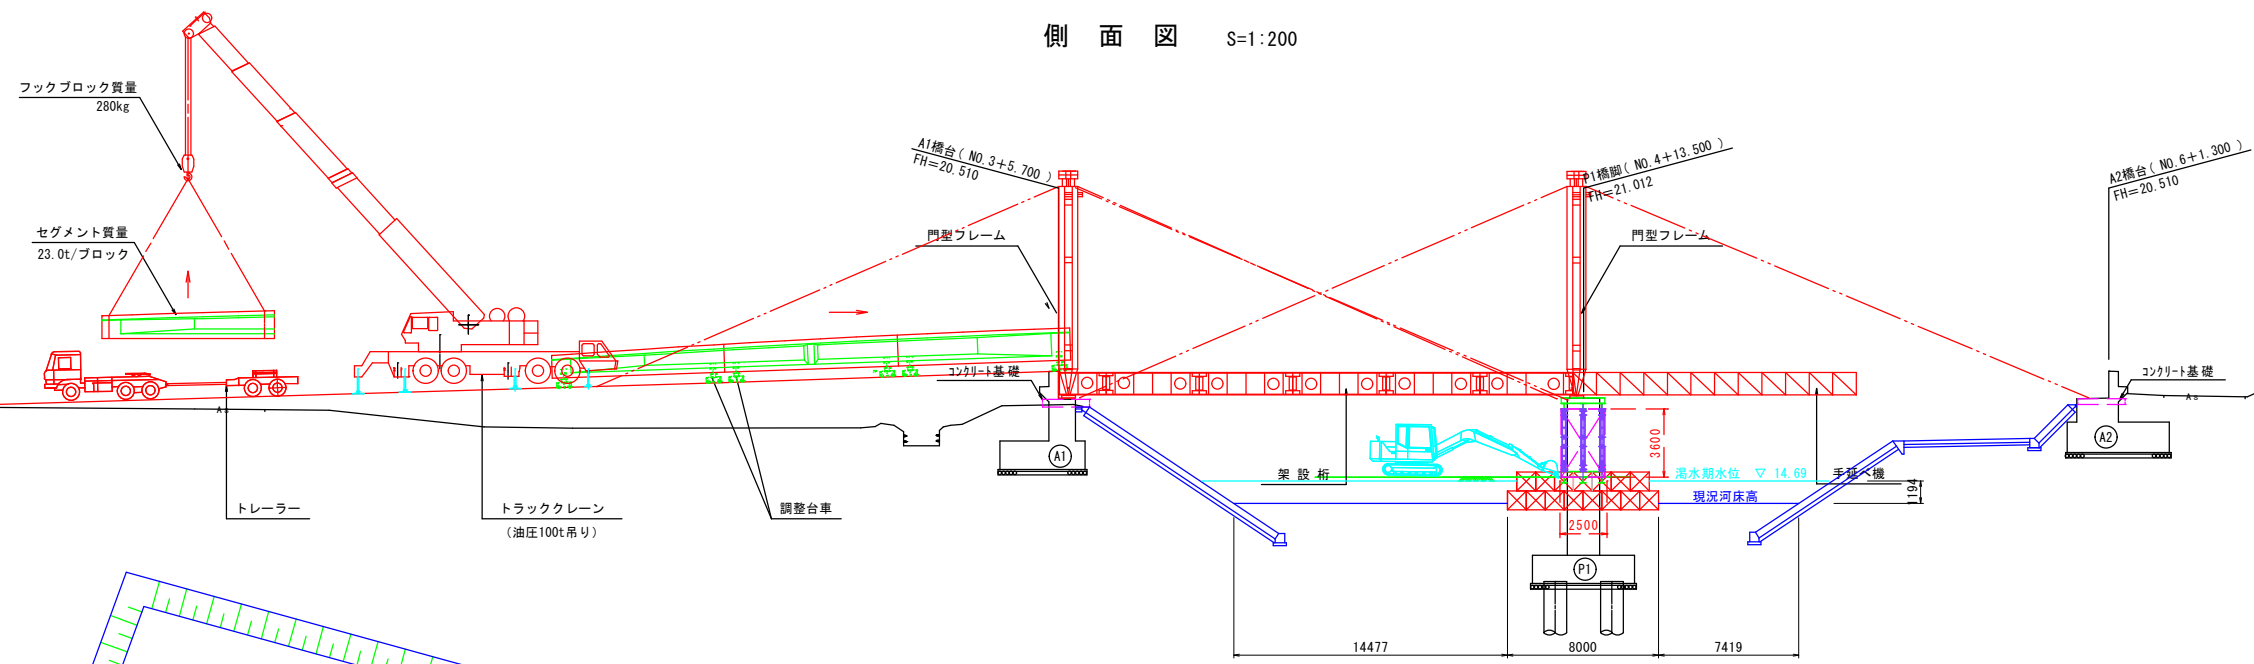 側 面 図 S=1:200
フックブロック質量
280kg
セグメント質量
23.0t/ブロック
A1橋台( NO.3+5.700 )
FH=20.510
P1橋脚( NO.4+13.500 )
FH=21.012
A2橋台( NO.6+1.300 )
FH=20.510
門型フレーム
門型フレーム
コンクリート基礎
コンクリート基礎
As
As
A1
A2
3600
架 設 桁
渇水期水位 ▽ 14.69
手延べ機
現況河床高
1194
トレーラー
トラッククレーン
(油圧100t吊り)
調整台車
2500
P1
14477
8000
7419